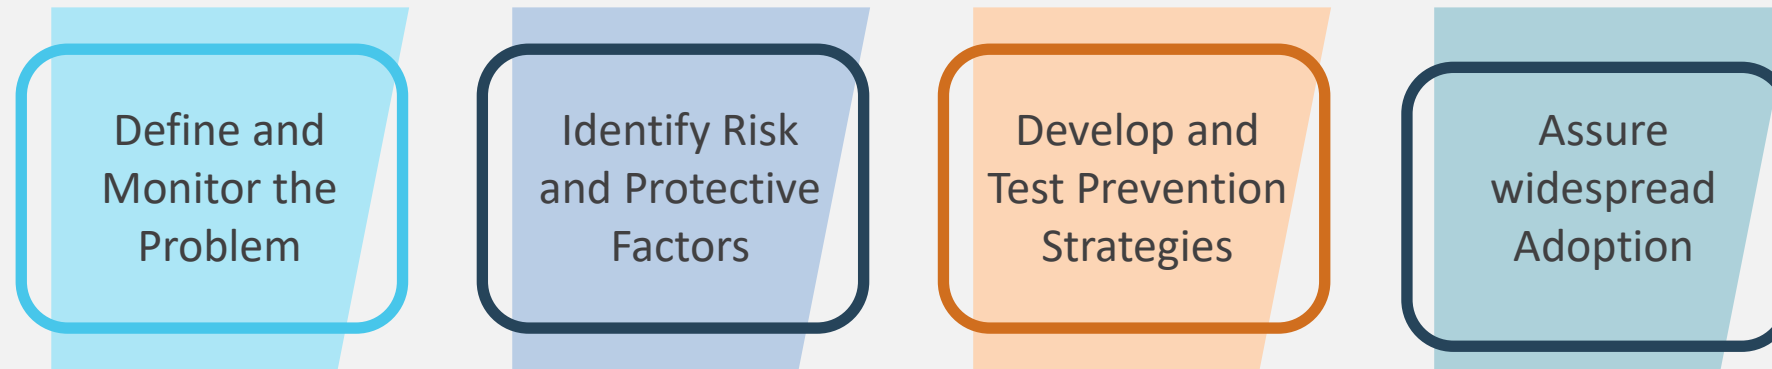 Define and
Monitor the
Problem
Identify Risk
and Protective
Factors
Develop and
Test Prevention
Strategies
Assure
widespread
Adoption